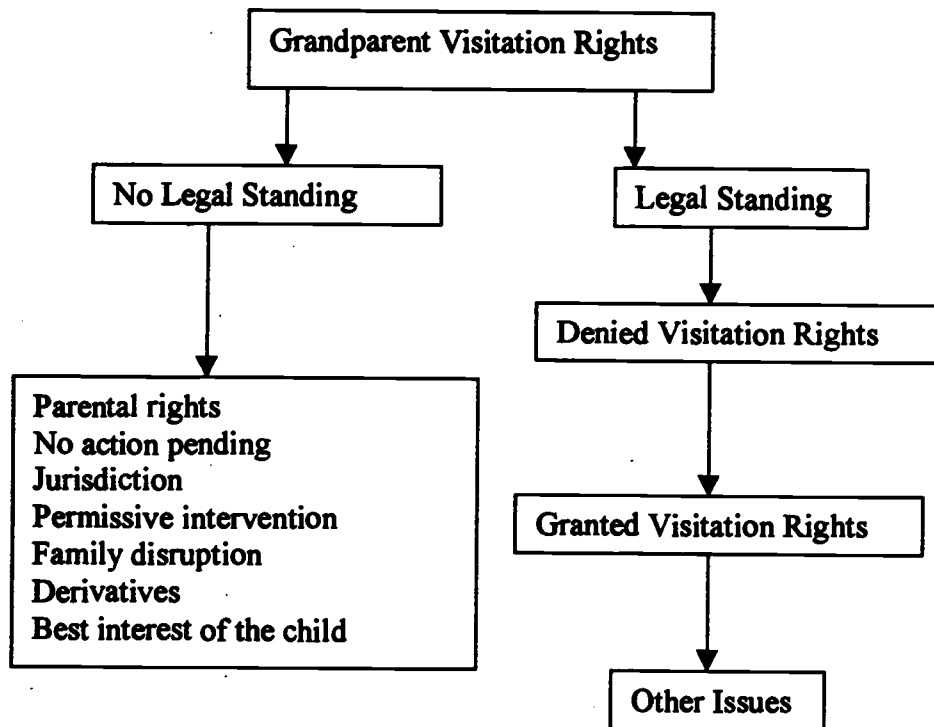 Grandparent Visitation Rights
No Legal Standing
Legal Standing
Denied Visitation Rights
Parental rights
No action pending
Jurisdiction
Permissive intervention
Family disruption
Derivatives
Best interest of the child
Granted Visitation Rights
Other Issues